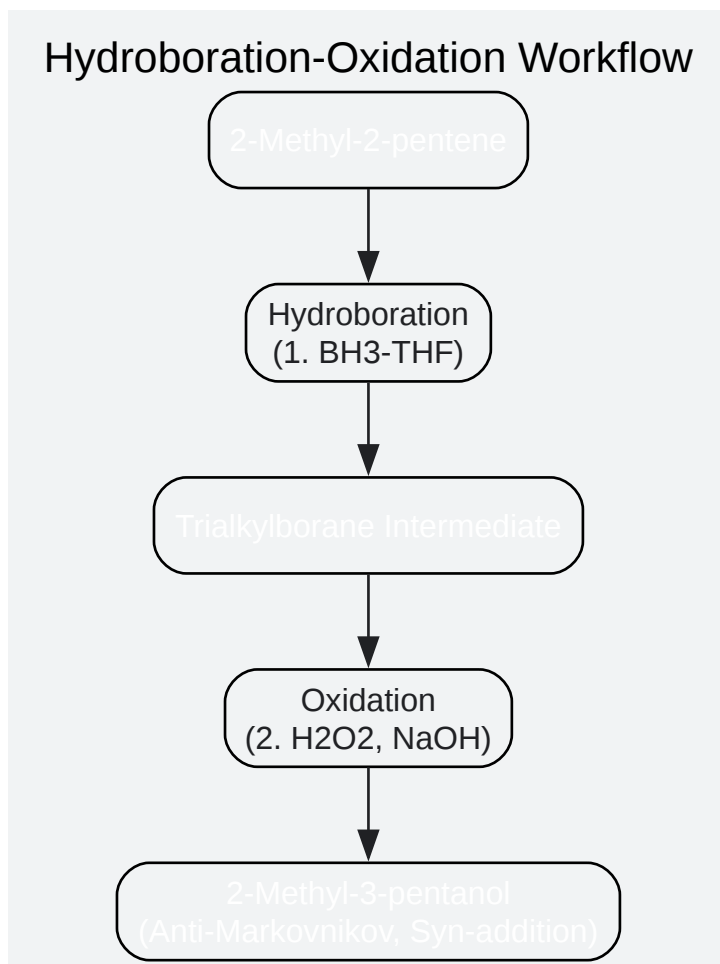 Hydroboration-Oxidation Workflow
2-Methyl-2-pentene
Hydroboration
(1. BH3-THF)
Trialkylborane Intermediate
Oxidation
(2. H2O2, NaOH)
2-Methyl-3-pentanol
(Anti-Markovnikov, Syn-addition)